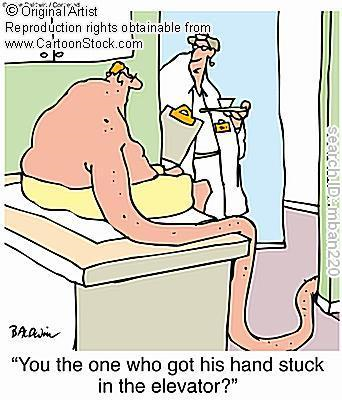 © Original Artist
Reproduction rights obtainable from
www.CartoonStock.com
search ID: mban220
BALDWIN
"You the one who got his hand stuck
in the elevator?"